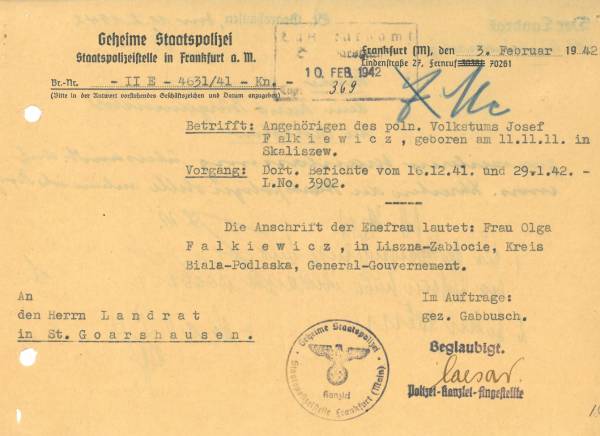 Geheime Staatspolizei
Staatspolizeistelle in Frankfurt a. M.
Br.-Nr. - II E - 4631/41 - Kn.-
(Bitte in der Antwort vorstehendes Geschäftszeichen und Datum anzugeben)
10. FEB. 1942
369
Frankfurt (M), den 3. Februar 1942
Lindenstraße 27, Fernruf 70261
Betrifft: Angehörigen des poln. Volkstums Josef
Falkiewicz, geboren am 11.11.11. in
Skaliszew.
Vorgang: Dort. Berichte vom 16.12.41. und 29.1.42. -
L.No. 3902.
Die Anschrift der Ehefrau lautet: Frau Olga
Falkiewicz, in Liszna-Zablocie, Kreis
Biala-Podlaska, General-Gouvernement.
An
den Herrn Landrat
in St. Goarshausen.
Im Auftrage:
gez. Gabbusch.
Geheime Staatspolizei
Staatspolizeistelle Frankfurt (Main)
Kanzlei
Beglaubigt.
Caesar.
Polizei-Kanzlei-Angestellte